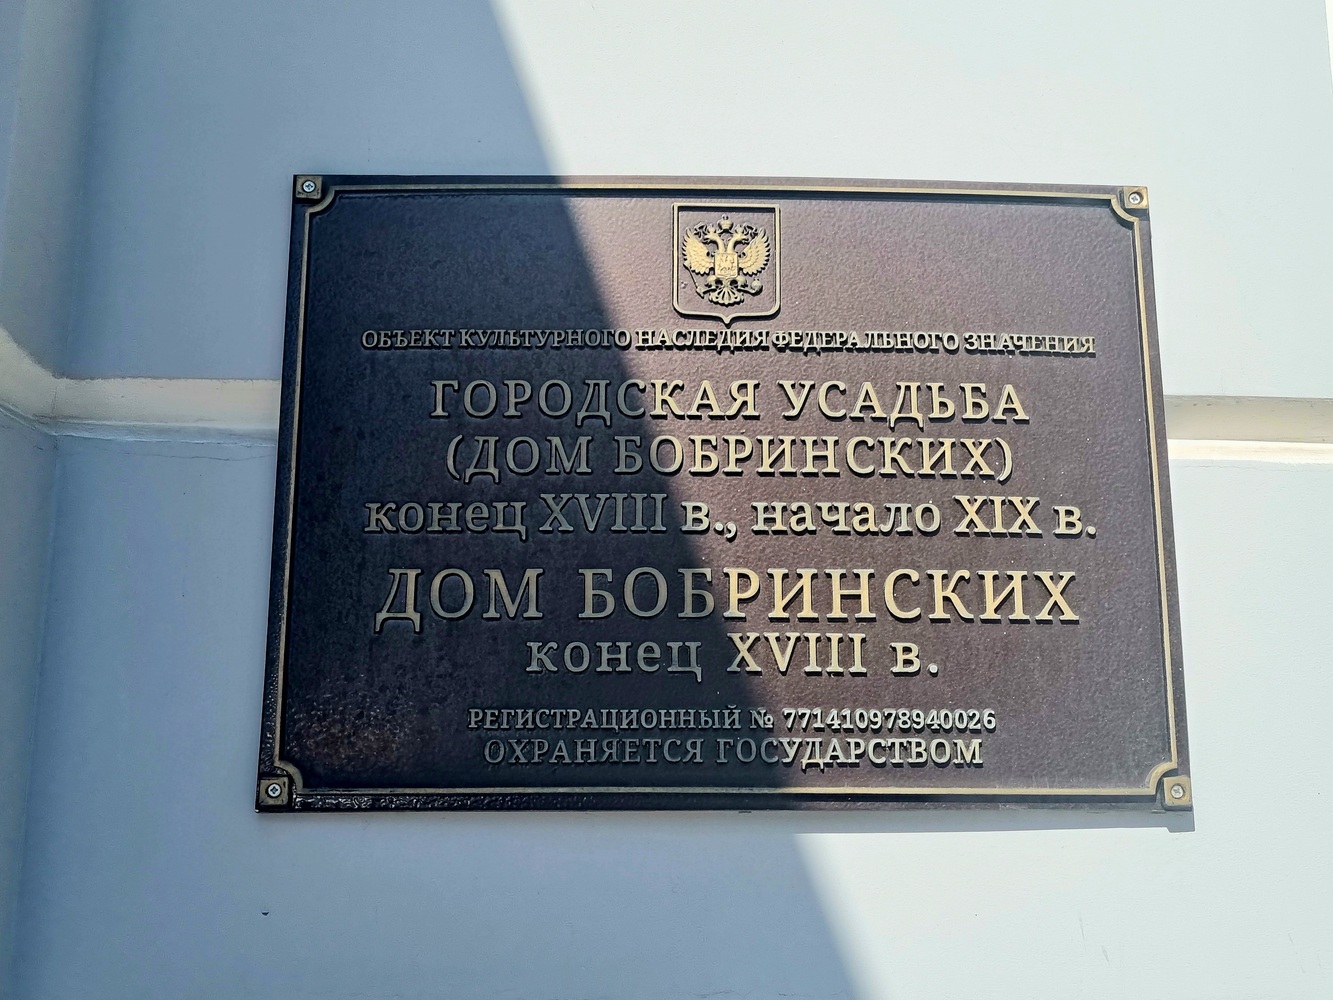 ОБЪЕКТ КУЛЬТУРНОГО НАСЛЕДИЯ ФЕДЕРАЛЬНОГО ЗНАЧЕНИЯ
ГОРОДСКАЯ УСАДЬБА
(ДОМ БОБРИНСКИХ)
конец XVIII в., начало XIX в.
ДОМ БОБРИНСКИХ
конец XVIII в.
РЕГИСТРАЦИОННЫЙ № 771410978940026
ОХРАНЯЕТСЯ ГОСУДАРСТВОМ